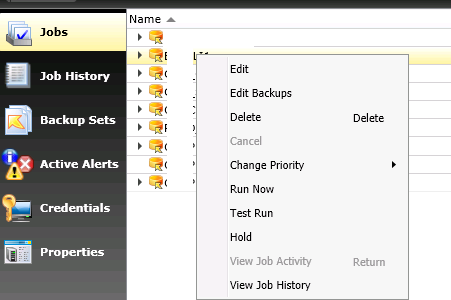 Jobs
Job History
Backup Sets
Active Alerts
Credentials
Properties
Name
Edit
Edit Backups
Delete Delete
Cancel
Change Priority
Run Now
Test Run
Hold
View Job Activity Return
View Job History